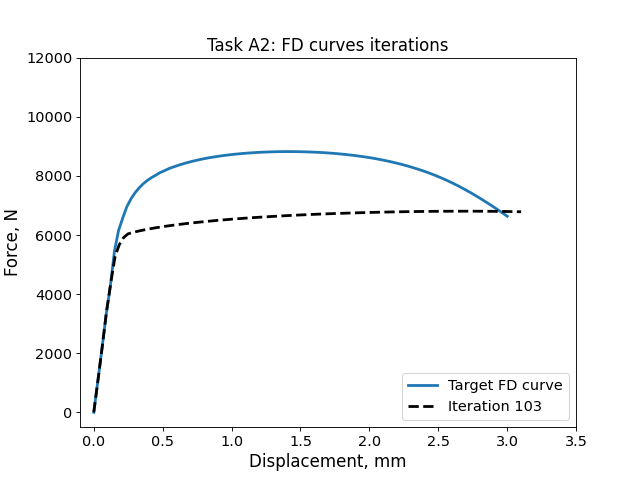 Task A2: FD curves iterations
12000
10000
8000
6000
4000
2000
0
Force, N
0.0 0.5 1.0 1.5 2.0 2.5 3.0 3.5
Displacement, mm
Target FD curve
Iteration 103